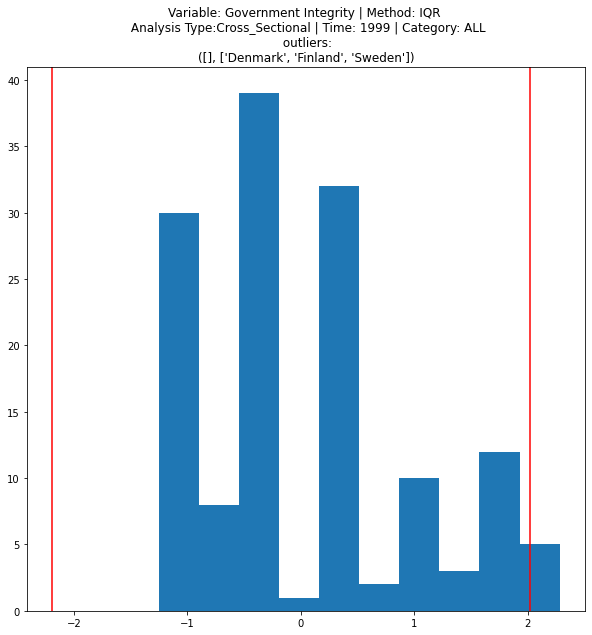 Variable: Government Integrity | Method: IQR
Analysis Type:Cross_Sectional | Time: 1999 | Category: ALL
outliers:
([], ['Denmark', 'Finland', 'Sweden'])
40
35
30
25
20
15
10
5
0
−2 −1 0 1 2